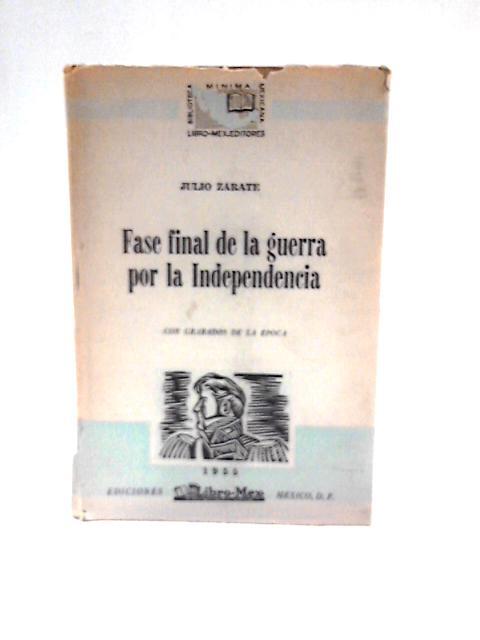 BIBLIOTECA MINIMA MEXICANA
LIBRO-MEX.EDITORES
JULIO ZARATE
Fase final de la guerra
por la Independencia
CON GRABADOS DE LA EPOCA
1955
EDICIONES Libro-Mex MEXICO, D. F.